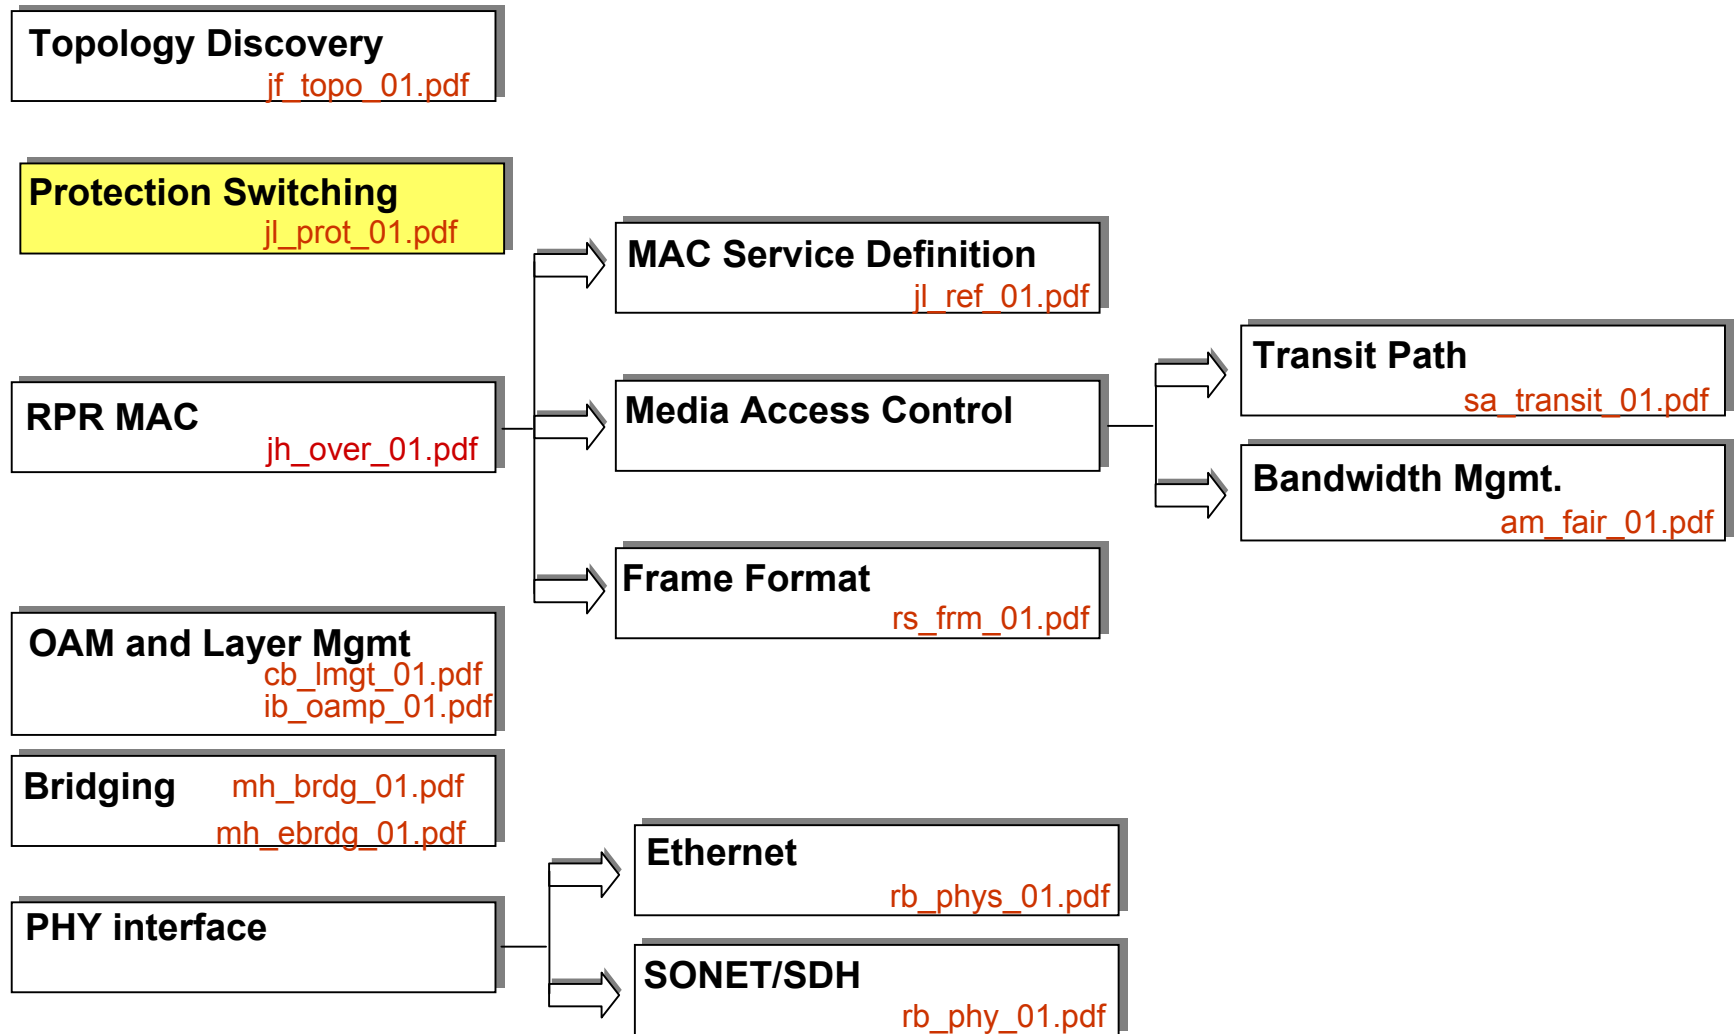 Topology Discovery
jf_topo_01.pdf
Protection Switching
jl_prot_01.pdf
MAC Service Definition
jl_ref_01.pdf
Transit Path
sa_transit_01.pdf
RPR MAC
jh_over_01.pdf
Media Access Control
Bandwidth Mgmt.
am_fair_01.pdf
Frame Format
rs_frm_01.pdf
OAM and Layer Mgmt
cb_lmgt_01.pdf
ib_oamp_01.pdf
Bridging mh_brdg_01.pdf
mh_ebrdg_01.pdf
Ethernet
rb_phys_01.pdf
PHY interface
SONET/SDH
rb_phy_01.pdf